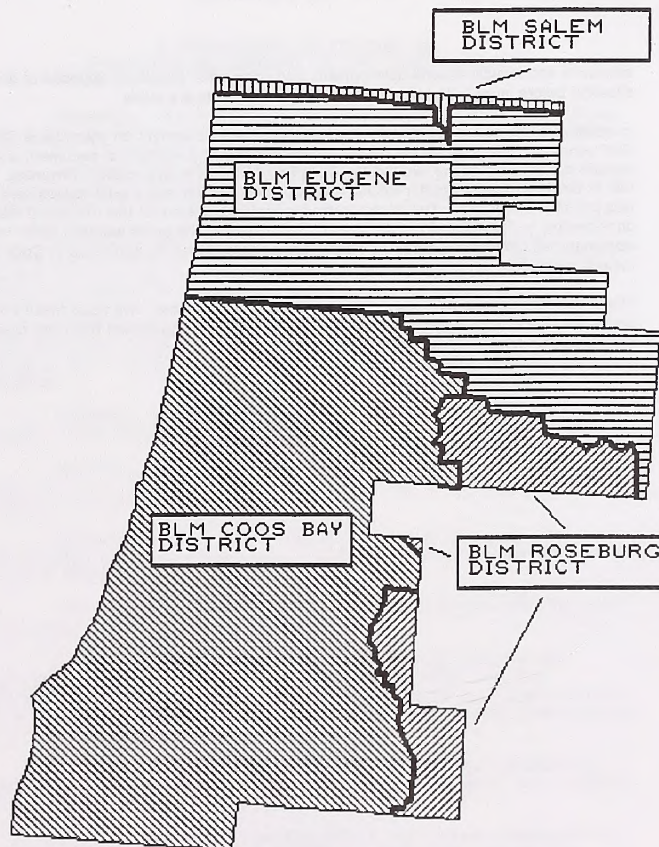 BLM SALEM
DISTRICT
BLM EUGENE
DISTRICT
BLM COOS BAY
DISTRICT
BLM ROSEBURG
DISTRICT